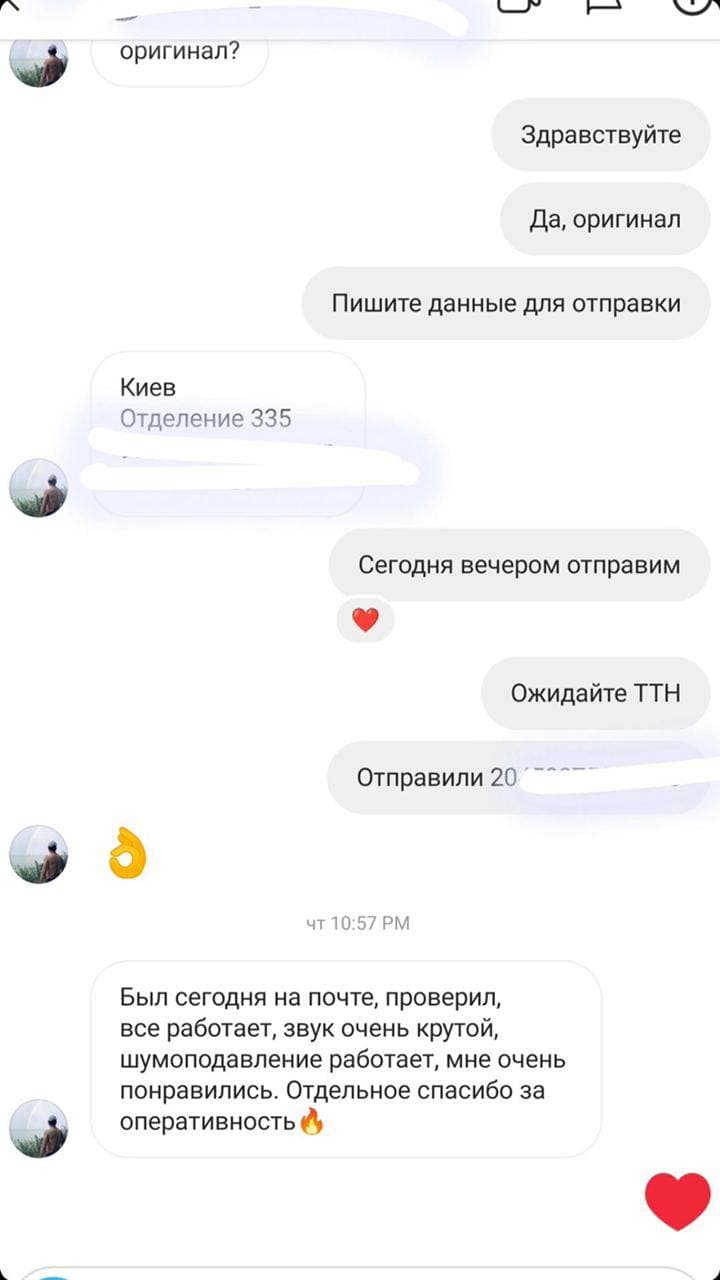 оригинал?
Здравствуйте
Да, оригинал
Пишите данные для отправки
Киев
Отделение 335
Сегодня вечером отправим
❤️
Ожидайте ТТН
Отправили 20
👌
чт 10:57 PM
Был сегодня на почте, проверил,
все работает, звук очень крутой,
шумоподавление работает, мне очень
понравились. Отдельное спасибо за
оперативность🔥
❤️